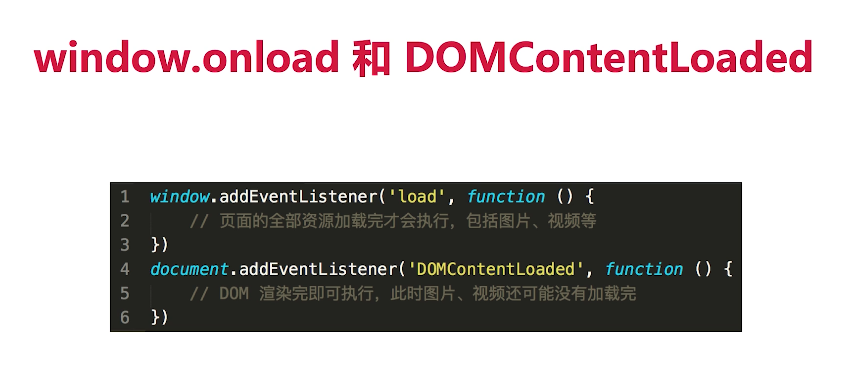 window.onload 和 DOMContentLoaded
1 window.addEventListener('load', function () {
2 // 页面的全部资源加载完才会执行，包括图片、视频等
3 })
4 document.addEventListener('DOMContentLoaded', function () {
5 // DOM 渲染完即可执行，此时图片、视频还可能没有加载完
6 })